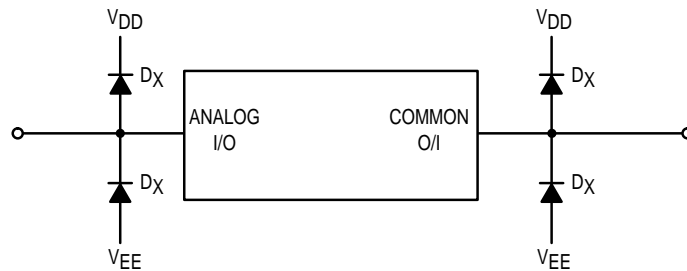 VDD
VDD
DX
DX
ANALOG
I/O
COMMON
O/I
DX
DX
VEE
VEE